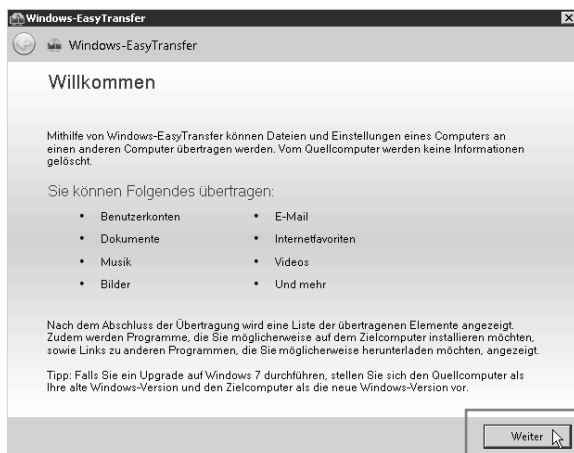 Windows-EasyTransfer
Windows-EasyTransfer
Willkommen
Mithilfe von Windows-EasyTransfer können Dateien und Einstellungen eines Computers an
einen anderen Computer übertragen werden. Vom Quellcomputer werden keine Informationen
gelöscht.
Sie können Folgendes übertragen:
• Benutzerkonten
• Dokumente
• Musik
• Bilder
• E-Mail
• Internetfavoriten
• Videos
• Und mehr
Nach dem Abschluss der Übertragung wird eine Liste der übertragenen Elemente angezeigt.
Zudem werden Programme, die Sie möglicherweise auf dem Zielcomputer installieren möchten,
sowie Links zu anderen Programmen, die Sie möglicherweise herunterladen möchten, angezeigt.
Tipp: Falls Sie ein Upgrade auf Windows 7 durchführen, stellen Sie sich den Quellcomputer als
Ihre alte Windows-Version und den Zielcomputer als die neue Windows-Version vor.
Weiter